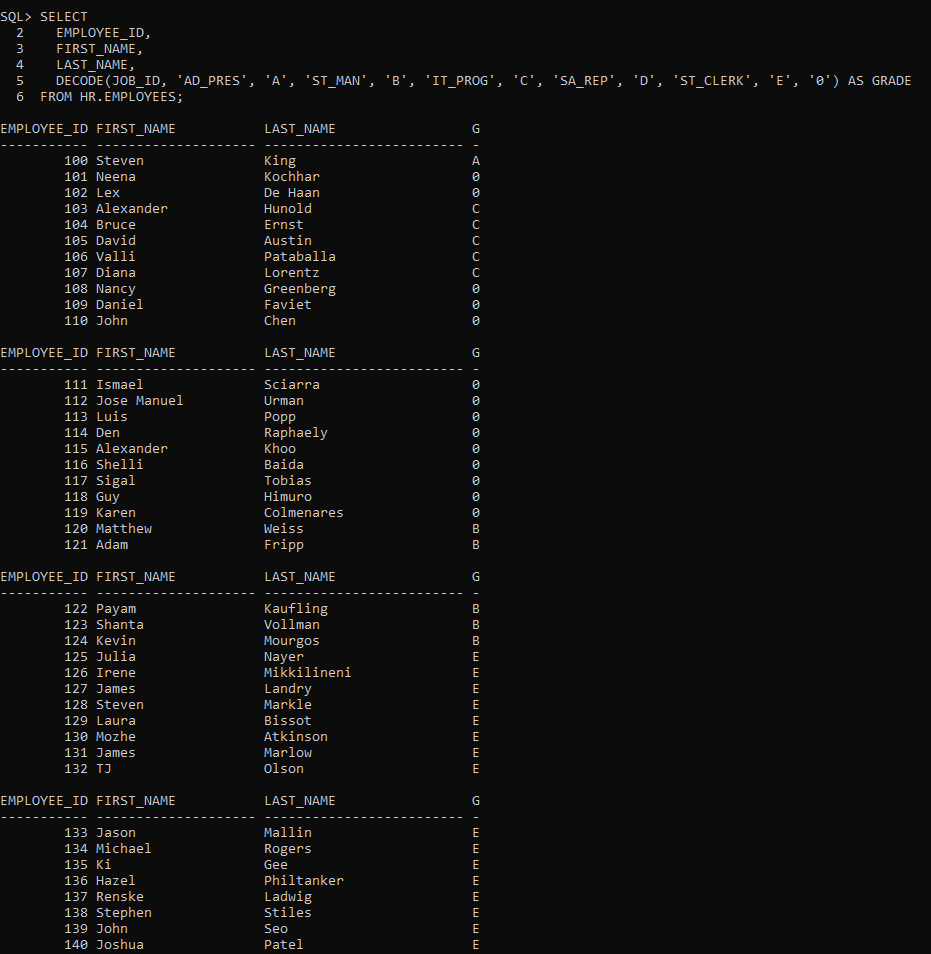 SQL> SELECT
  2    EMPLOYEE_ID,
  3    FIRST_NAME,
  4    LAST_NAME,
  5    DECODE(JOB_ID, 'AD_PRES', 'A', 'ST_MAN', 'B', 'IT_PROG', 'C', 'SA_REP', 'D', 'ST_CLERK', 'E', '0') AS GRADE
  6  FROM HR.EMPLOYEES;

EMPLOYEE_ID FIRST_NAME           LAST_NAME                 G
----------- -------------------- ------------------------- -
        100 Steven               King                      A
        101 Neena                Kochhar                   0
        102 Lex                  De Haan                   0
        103 Alexander            Hunold                    C
        104 Bruce                Ernst                     C
        105 David                Austin                    C
        106 Valli                Pataballa                 C
        107 Diana                Lorentz                   C
        108 Nancy                Greenberg                 0
        109 Daniel               Faviet                    0
        110 John                 Chen                      0

EMPLOYEE_ID FIRST_NAME           LAST_NAME                 G
----------- -------------------- ------------------------- -
        111 Ismael               Sciarra                   0
        112 Jose Manuel          Urman                     0
        113 Luis                 Popp                      0
        114 Den                  Raphaely                  0
        115 Alexander            Khoo                      0
        116 Shelli               Baida                     0
        117 Sigal                Tobias                    0
        118 Guy                  Himuro                    0
        119 Karen                Colmenares                0
        120 Matthew              Weiss                     B
        121 Adam                 Fripp                     B

EMPLOYEE_ID FIRST_NAME           LAST_NAME                 G
----------- -------------------- ------------------------- -
        122 Payam                Kaufling                  B
        123 Shanta               Vollman                   B
        124 Kevin                Mourgos                   B
        125 Julia                Nayer                     E
        126 Irene                Mikkilineni               E
        127 James                Landry                    E
        128 Steven               Markle                    E
        129 Laura                Bissot                    E
        130 Mozhe                Atkinson                  E
        131 James                Marlow                    E
        132 TJ                   Olson                     E

EMPLOYEE_ID FIRST_NAME           LAST_NAME                 G
----------- -------------------- ------------------------- -
        133 Jason                Mallin                    E
        134 Michael              Rogers                    E
        135 Ki                   Gee                       E
        136 Hazel                Philtanker                E
        137 Renske               Ladwig                    E
        138 Stephen              Stiles                    E
        139 John                 Seo                       E
        140 Joshua               Patel                     E